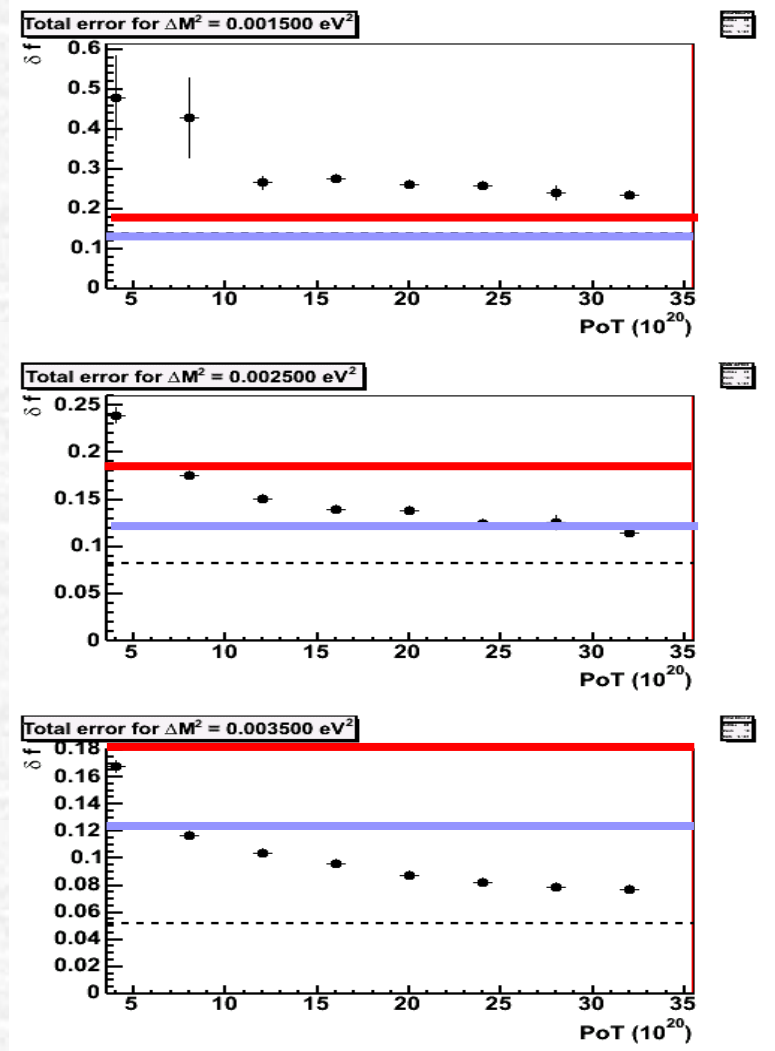 Total error for ΔM² = 0.001500 eV²
δ f
0.6
0.5
0.4
0.3
0.2
0.1
0
5 10 15 20 25 30 35
PoT (10²⁰)
Total error for ΔM² = 0.002500 eV²
δ f
0.25
0.2
0.15
0.1
0.05
0
5 10 15 20 25 30 35
PoT (10²⁰)
Total error for ΔM² = 0.003500 eV²
δ f
0.18
0.16
0.14
0.12
0.1
0.08
0.06
0.04
0.02
0
5 10 15 20 25 30 35
PoT (10²⁰)